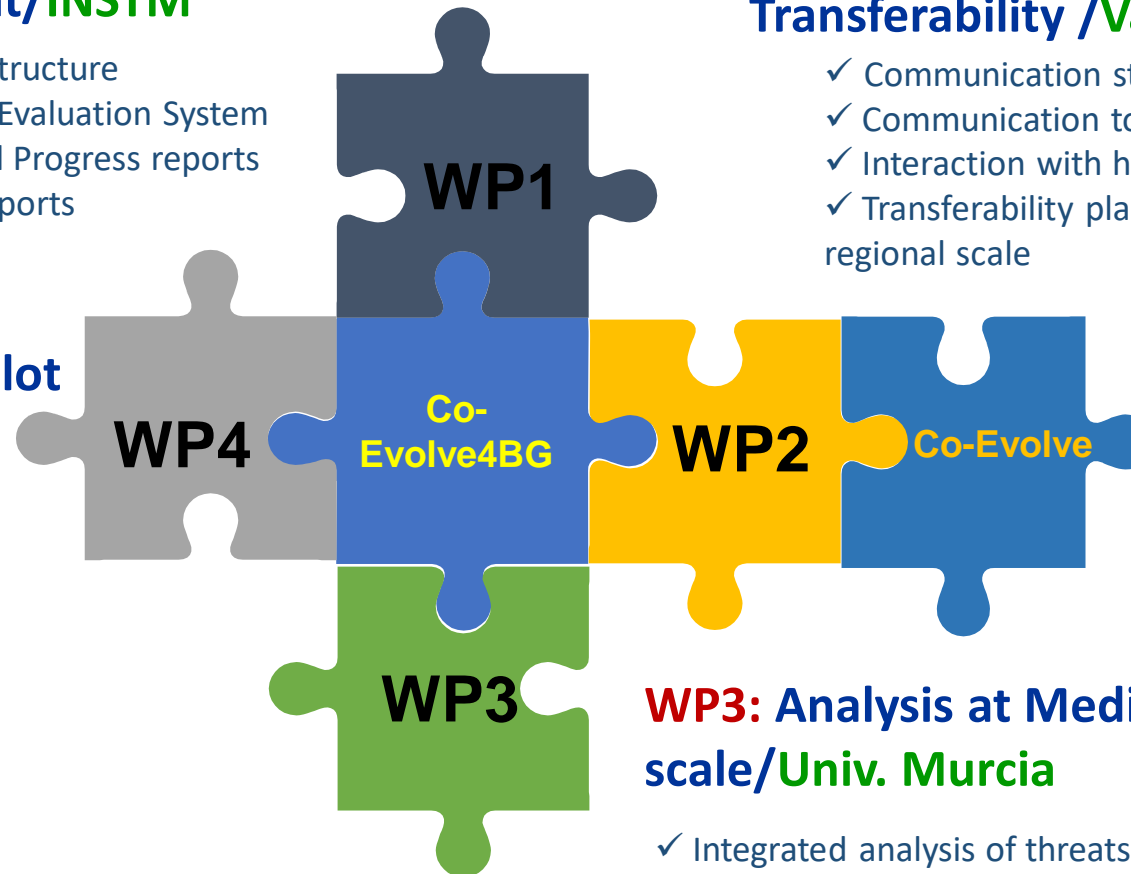 t/INSTM
tructure
Evaluation System
l Progress reports
ports
Transferability /Va
✓ Communication st
✓ Communication to
✓ Interaction with h
✓ Transferability pla
regional scale
WP1
lot
WP4
Co-
Evolve4BG
WP2
Co-Evolve
WP3
WP3: Analysis at Medi
scale/Univ. Murcia
✓ Integrated analysis of threats